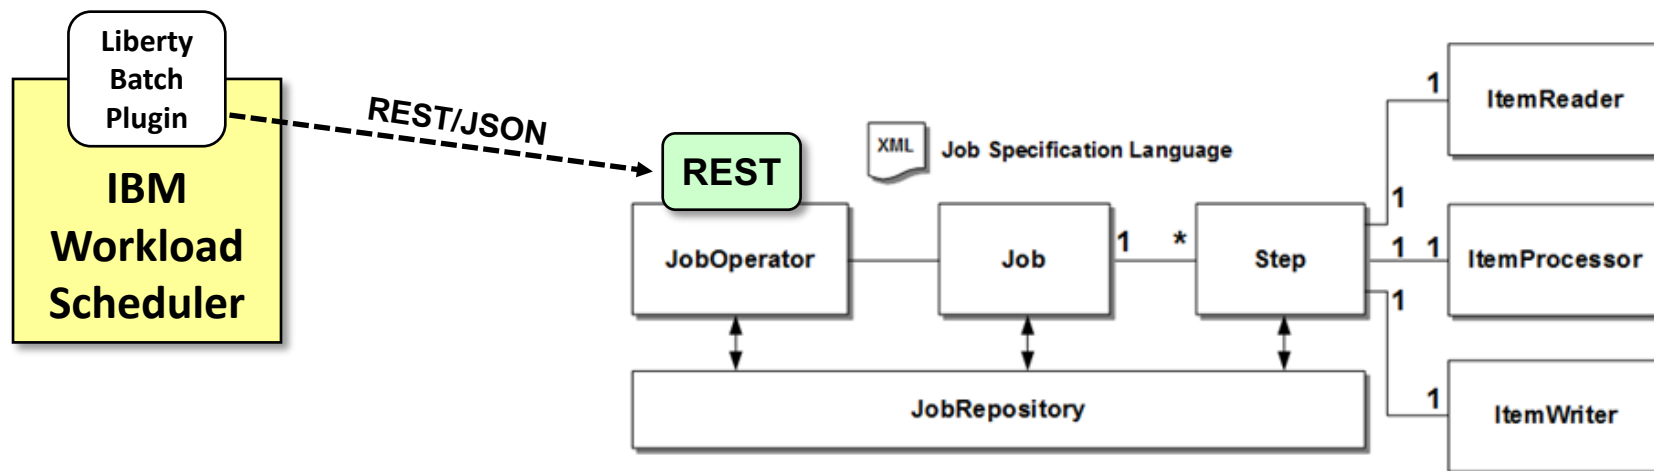 Liberty
Batch
Plugin
IBM
Workload
Scheduler
REST/JSON
REST
XML
Job Specification Language
JobOperator
Job
1
*
Step
1
1
1
1
1
1
ItemReader
ItemProcessor
ItemWriter
JobRepository